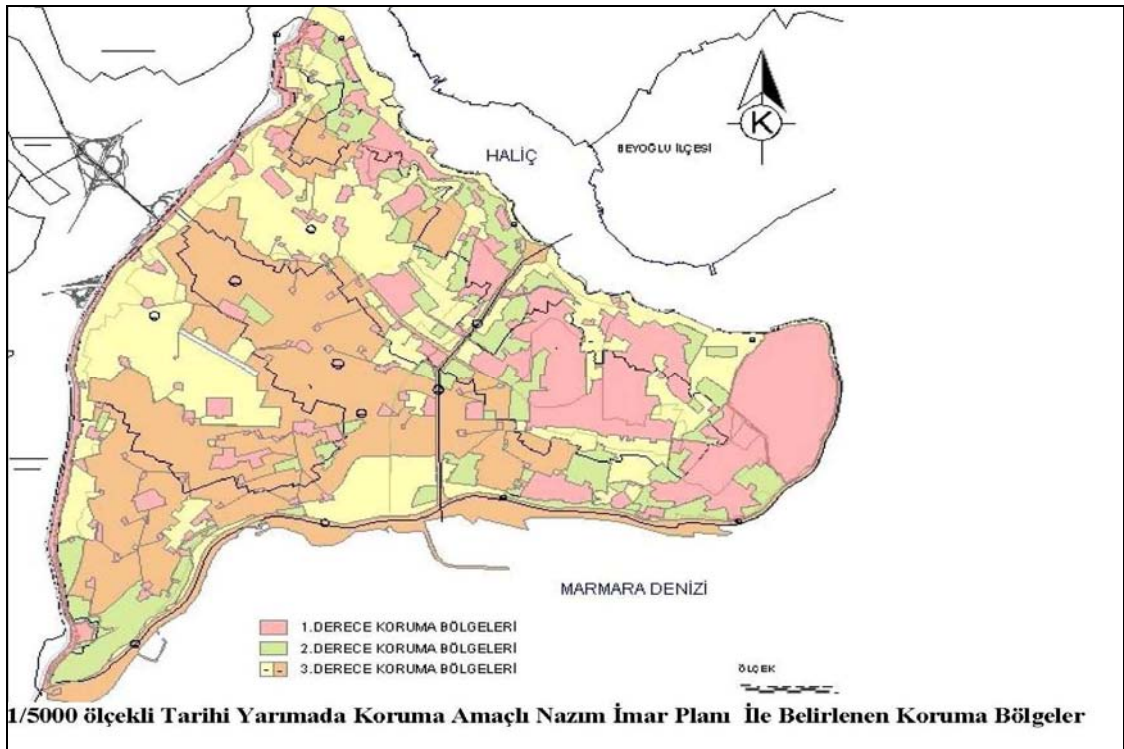 K
HALİÇ
BEYOĞLU İLÇESİ
MARMARA DENİZİ
1.DERECE KORUMA BÖLGELERİ
2.DERECE KORUMA BÖLGELERİ
3.DERECE KORUMA BÖLGELERİ
ÖLÇEK
1/5000 ölçekli Tarihi Yarımada Koruma Amaçlı Nazım İmar Planı İle Belirlenen Koruma Bölgeler